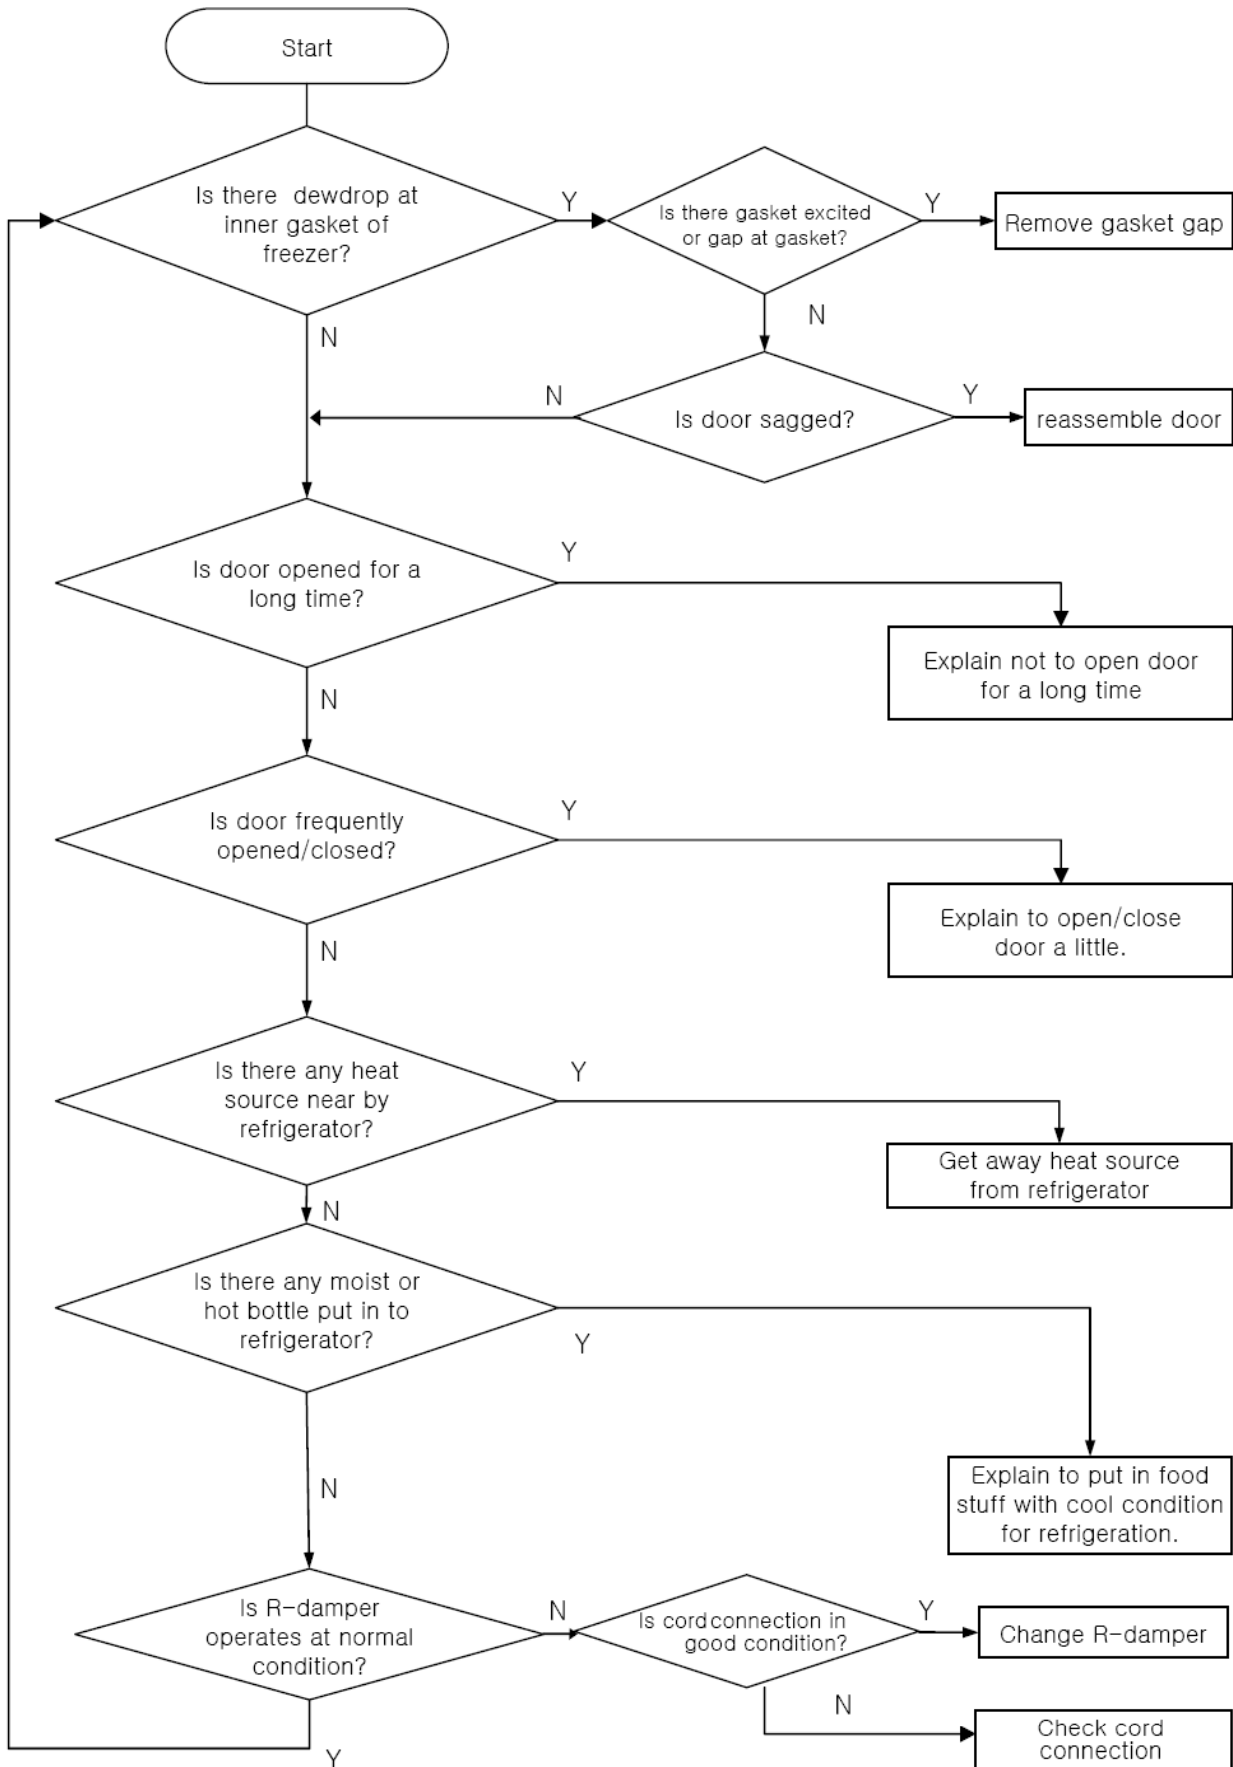 Start
Is there dewdrop at
inner gasket of
freezer?
Y
Is there gasket excited
or gap at gasket?
Y
Remove gasket gap
N
N
Is door sagged?
N
Y
reassemble door
Is door opened for a
long time?
Y
Explain not to open door
for a long time
N
Is door frequently
opened/closed?
Y
Explain to open/close
door a little.
N
Is there any heat
source near by
refrigerator?
Y
Get away heat source
from refrigerator
N
Is there any moist or
hot bottle put in to
refrigerator?
Y
Explain to put in food
stuff with cool condition
for refrigeration.
N
Is R-damper
operates at normal
condition?
N
Is cord connection in
good condition?
Y
Change R-damper
N
Check cord
connection
Y